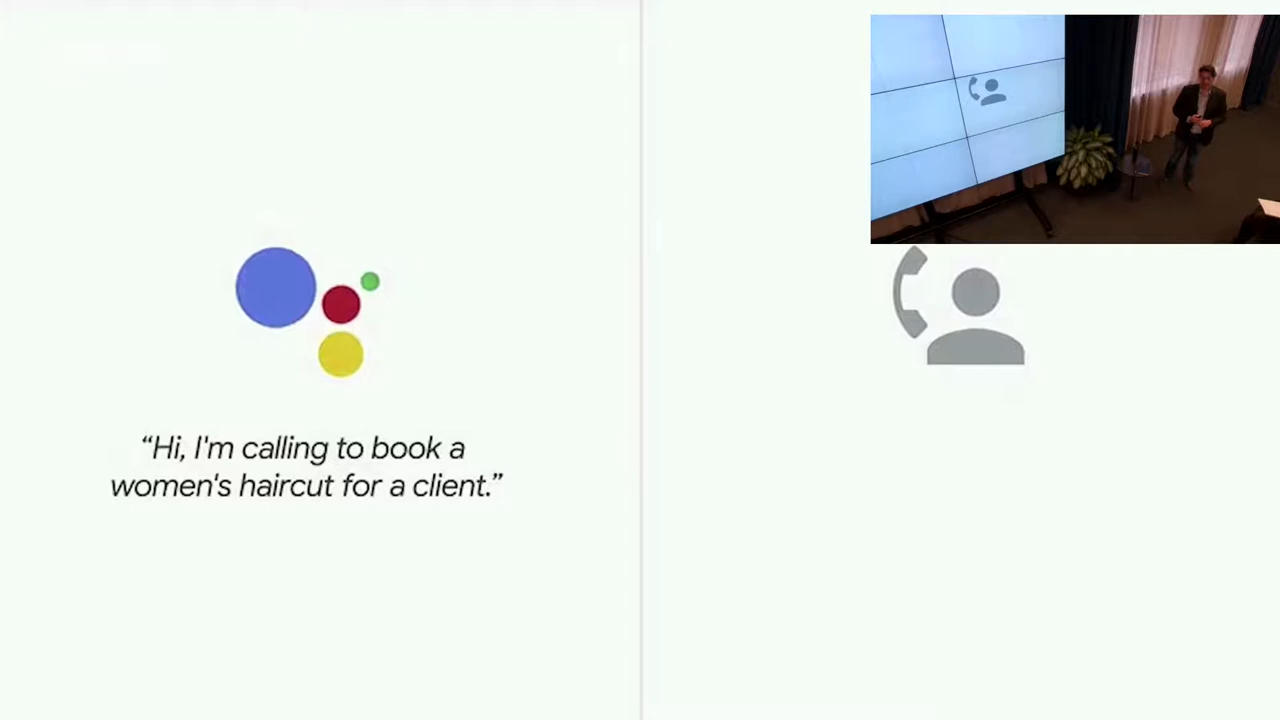 “Hi, I'm calling to book a
women's haircut for a client.”